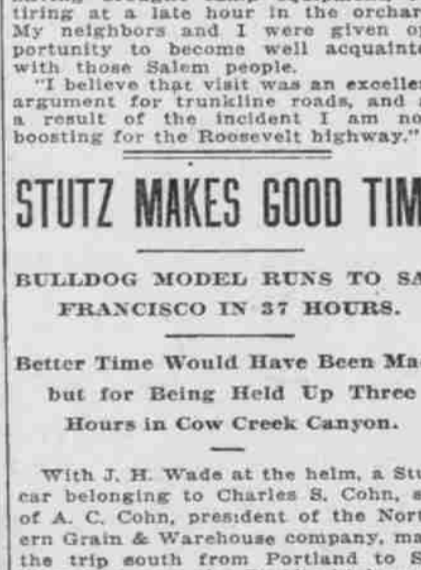 tiring at a late hour in the orchar
My neighbors and I were given op
portunity to become well acquainte
with those Salem people.
"I believe that visit was an excelle
argument for trunkline roads, and a
a result of the incident I am no
boosting for the Roosevelt highway."
STUTZ MAKES GOOD TIM
BULLDOG MODEL RUNS TO SA
FRANCISCO IN 37 HOURS.
Better Time Would Have Been Ma
but for Being Held Up Three
Hours in Cow Creek Canyon.
With J. H. Wade at the helm, a Stu
car belonging to Charles S. Cohn, s
of A. C. Cohn, president of the Nort
ern Grain & Warehouse company, ma
the trip south from Portland to S